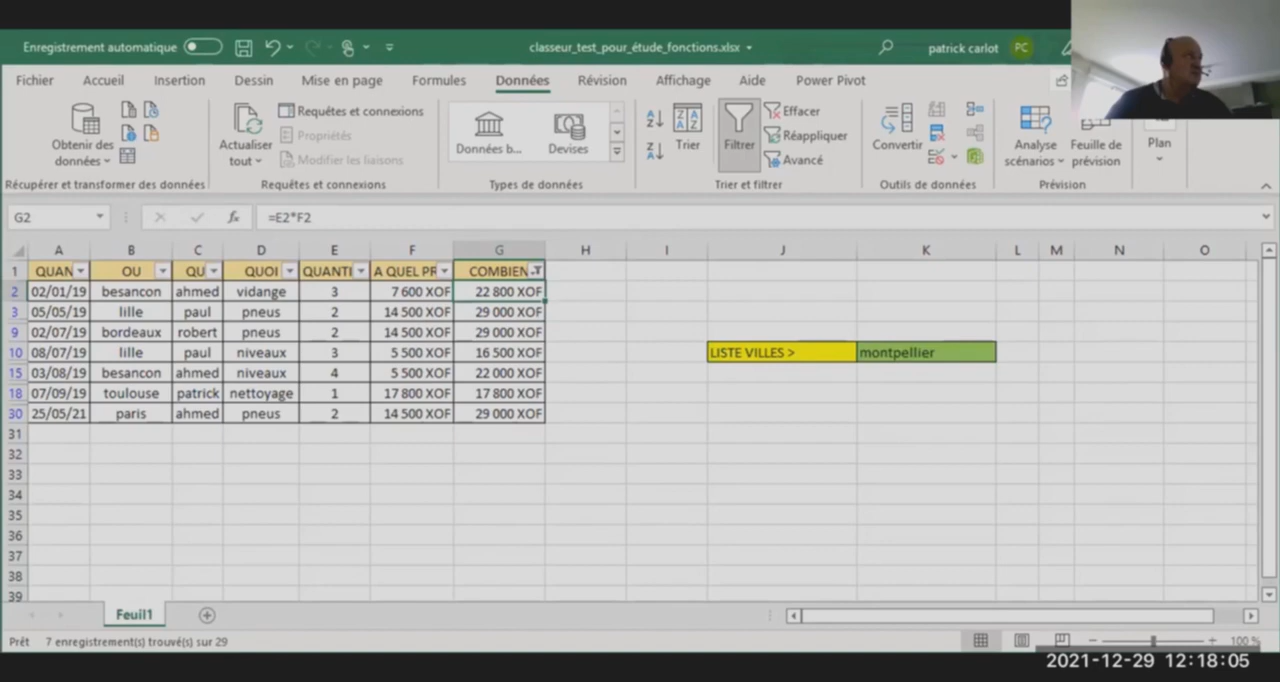 Enregistrement automatique classeur_test_pour_étude_fonctions.xlsx patrick carlot PC
Fichier Accueil Insertion Dessin Mise en page Formules Données Révision Affichage Aide Power Pivot
Obtenir des données
Récupérer et transformer des données
Actualiser tout
Requêtes et connexions
Propriétés
Modifier les liaisons
Requêtes et connexions
Données b... Devises
Types de données
Trier Filtrer
Effacer
Réappliquer
Avancé
Trier et filtrer
Convertir
Outils de données
Analyse scénarios
Feuille de prévision
Prévision
Plan
G2 fx =E2*F2
A B C D E F G H I J K L M N O
1 QUAN OU QU QUOI QUANTI A QUEL PR COMBIEN
2 02/01/19 besancon ahmed vidange 3 7 600 XOF 22 800 XOF
3 05/05/19 lille paul pneus 2 14 500 XOF 29 000 XOF
9 02/07/19 bordeaux robert pneus 2 14 500 XOF 29 000 XOF
10 08/07/19 lille paul niveaux 3 5 500 XOF 16 500 XOF LISTE VILLES > montpellier
15 03/08/19 besancon ahmed niveaux 4 5 500 XOF 22 000 XOF
18 07/09/19 toulouse patrick nettoyage 1 17 800 XOF 17 800 XOF
30 25/05/21 paris ahmed pneus 2 14 500 XOF 29 000 XOF
31
32
33
34
35
36
37
38
39
Feuil1
Prêt 7 enregistrement(s) trouvé(s) sur 29 100 %
2021-12-29 12:18:05